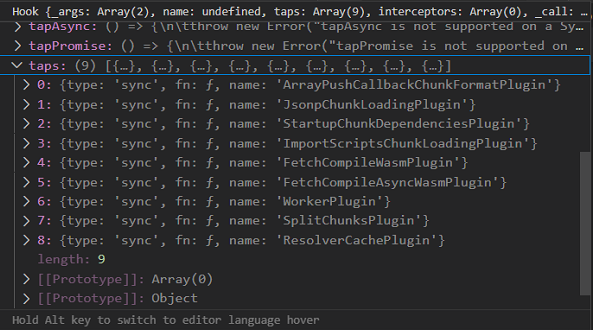 Hook {_args: Array(2), name: undefined, taps: Array(9), interceptors: Array(0), _call: …
tapAsync: () => {\n\tthrow new Error("tapAsync is not supported on a Sy…
tapPromise: () => {\n\tthrow new Error("tapPromise is not supported on …
taps: (9) [{…}, {…}, {…}, {…}, {…}, {…}, {…}, {…}, {…}]
0: {type: 'sync', fn: ƒ, name: 'ArrayPushCallbackChunkFormatPlugin'}
1: {type: 'sync', fn: ƒ, name: 'JsonpChunkLoadingPlugin'}
2: {type: 'sync', fn: ƒ, name: 'StartupChunkDependenciesPlugin'}
3: {type: 'sync', fn: ƒ, name: 'ImportScriptsChunkLoadingPlugin'}
4: {type: 'sync', fn: ƒ, name: 'FetchCompileWasmPlugin'}
5: {type: 'sync', fn: ƒ, name: 'FetchCompileAsyncWasmPlugin'}
6: {type: 'sync', fn: ƒ, name: 'WorkerPlugin'}
7: {type: 'sync', fn: ƒ, name: 'SplitChunksPlugin'}
8: {type: 'sync', fn: ƒ, name: 'ResolverCachePlugin'}
length: 9
[[Prototype]]: Array(0)
[[Prototype]]: Object
Hold Alt key to switch to editor language hover